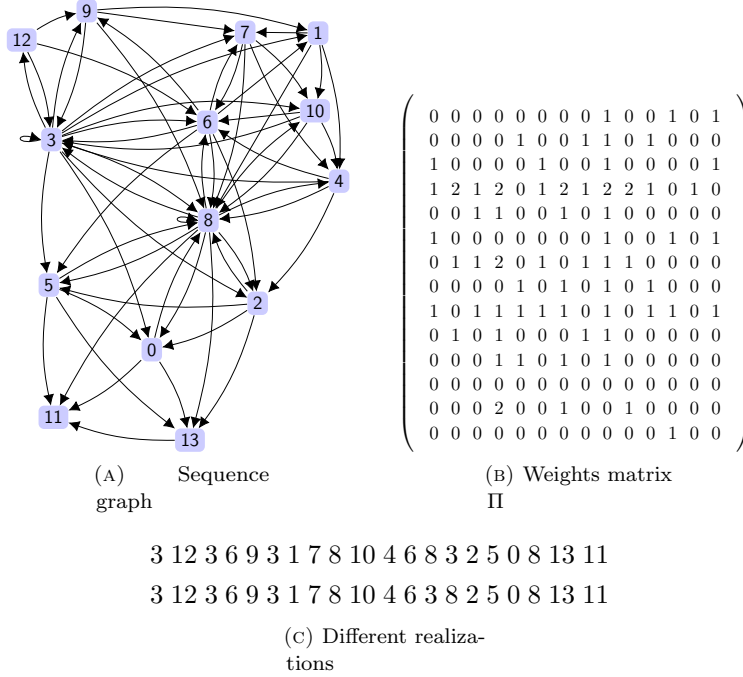 9
12
7
1
10
6
3
4
8
5
2
0
11
13
0 0 0 0 0 0 0 0 1 0 0 1 0 1
0 0 0 0 1 0 0 1 1 0 1 0 0 0
1 0 0 0 0 1 0 0 1 0 0 0 0 1
1 2 1 2 0 1 2 1 2 2 1 0 1 0
0 0 1 1 0 0 1 0 1 0 0 0 0 0
1 0 0 0 0 0 0 0 1 0 0 1 0 1
0 1 1 2 0 1 0 1 1 1 0 0 0 0
0 0 0 0 1 0 1 0 1 0 1 0 0 0
1 0 1 1 1 1 1 0 1 0 1 1 0 1
0 1 0 1 0 0 0 1 1 0 0 0 0 0
0 0 0 1 1 0 1 0 1 0 0 0 0 0
0 0 0 0 0 0 0 0 0 0 0 0 0 0
0 0 0 2 0 0 1 0 0 1 0 0 0 0
0 0 0 0 0 0 0 0 0 0 0 1 0 0
(A) Sequence
graph
(B) Weights matrix
Π
3 12 3 6 9 3 1 7 8 10 4 6 8 3 2 5 0 8 13 11
3 12 3 6 9 3 1 7 8 10 4 6 3 8 2 5 0 8 13 11
(C) Different realiza-
tions